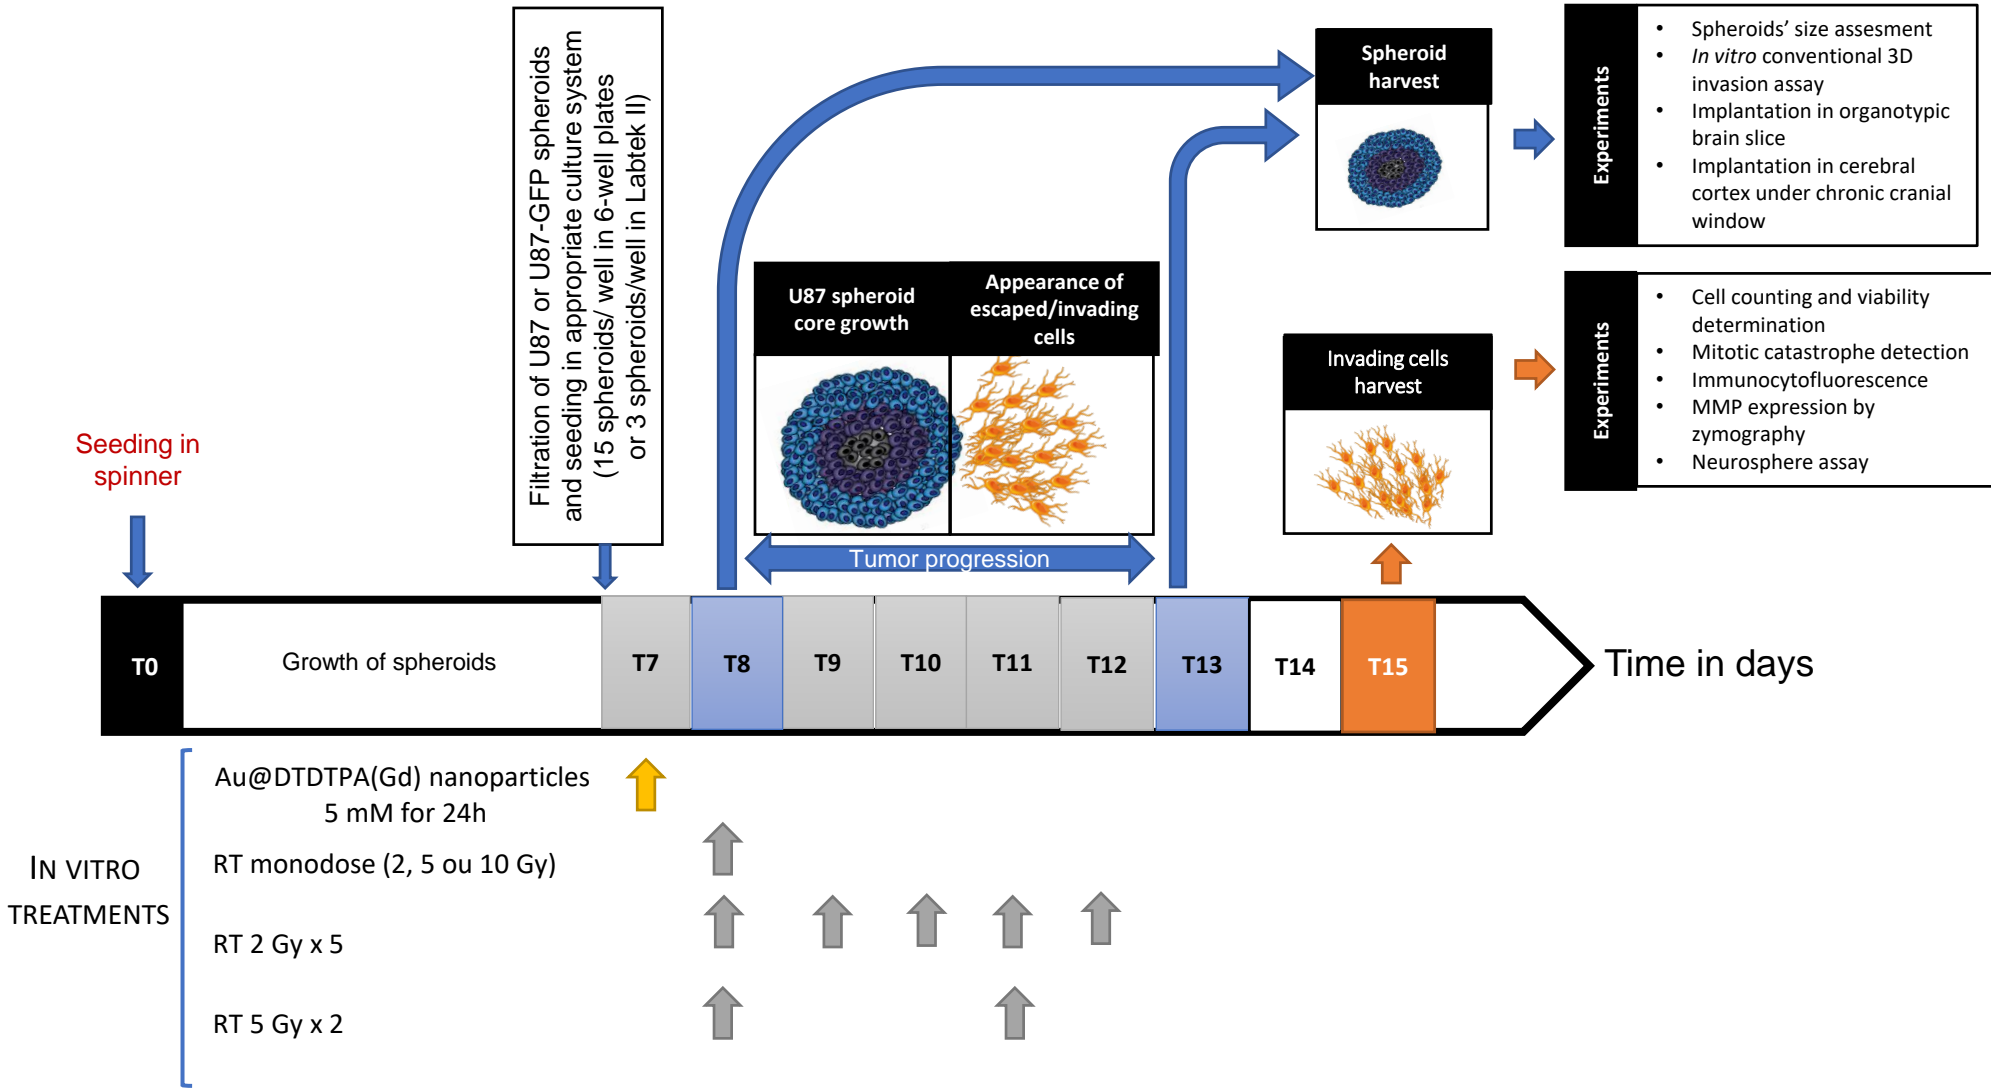 Seeding in
spinner
Filtration of U87 or U87-GFP spheroids
and seeding in appropriate culture system
(15 spheroids/ well in 6-well plates
or 3 spheroids/well in Labtek II)
U87 spheroid
core growth
Appearance of
escaped/invading
cells
Tumor progression
Spheroid
harvest
Experiments
• Spheroids' size assesment
• In vitro conventional 3D
invasion assay
• Implantation in organotypic
brain slice
• Implantation in cerebral
cortex under chronic cranial
window
Invading cells
harvest
Experiments
• Cell counting and viability
determination
• Mitotic catastrophe detection
• Immunocytofluorescence
• MMP expression by
zymography
• Neurosphere assay
T0
Growth of spheroids
T7
T8
T9
T10
T11
T12
T13
T14
T15
Time in days
IN VITRO
TREATMENTS
Au@DTDTPA(Gd) nanoparticles
5 mM for 24h
RT monodose (2, 5 ou 10 Gy)
RT 2 Gy x 5
RT 5 Gy x 2